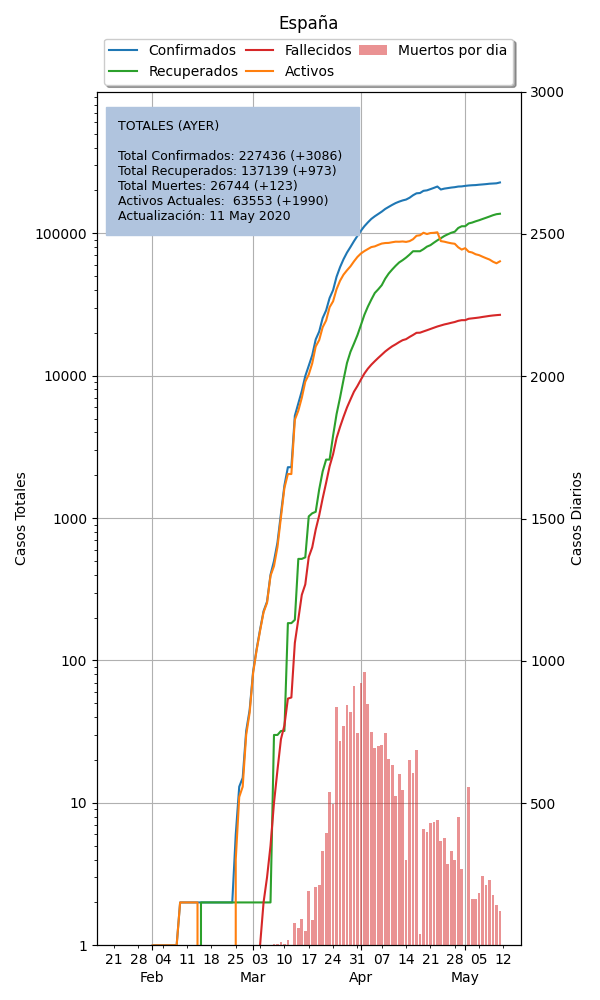 España
Confirmados Fallecidos Muertos por dia
Recuperados Activos
TOTALES (AYER)
Total Confirmados: 227436 (+3086)
Total Recuperados: 137139 (+973)
Total Muertes: 26744 (+123)
Activos Actuales:  63553 (+1990)
Actualización: 11 May 2020
Casos Totales
100000
10000
1000
100
10
1
3000
2500
2000
1500
1000
500
Casos Diarios
21 28 04 11 18 25 03 10 17 24 31 07 14 21 28 05 12
Feb Mar Apr May